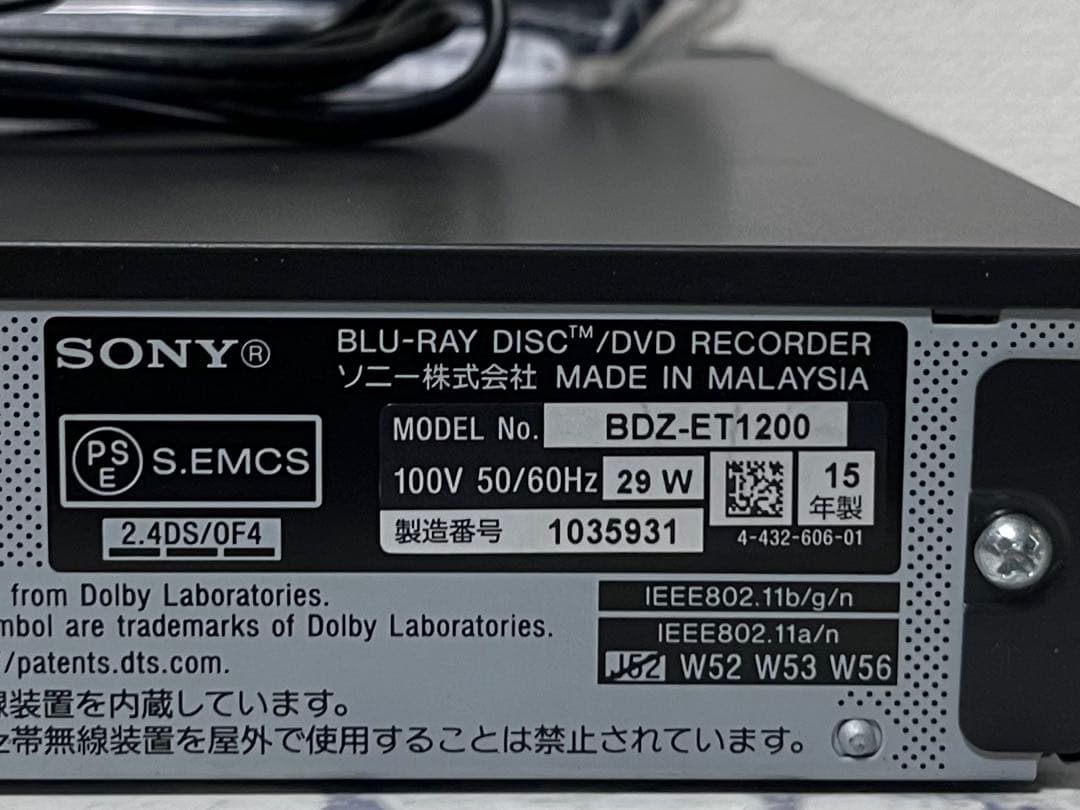 SONY®
BLU-RAY DISC™/DVD RECORDER
ソニー株式会社 MADE IN MALAYSIA
PSE S.EMCS
2.4DS/OF4
MODEL No. BDZ-ET1200
100V 50/60Hz 29 W
15年製
製造番号 1035931
4-432-606-01
from Dolby Laboratories.
mbol are trademarks of Dolby Laboratories.
/patents.dts.com.
線装置を内蔵しています。
帯無線装置を屋外で使用することは禁止されています。
IEEE802.11b/g/n
IEEE802.11a/n
J52 W52 W53 W56